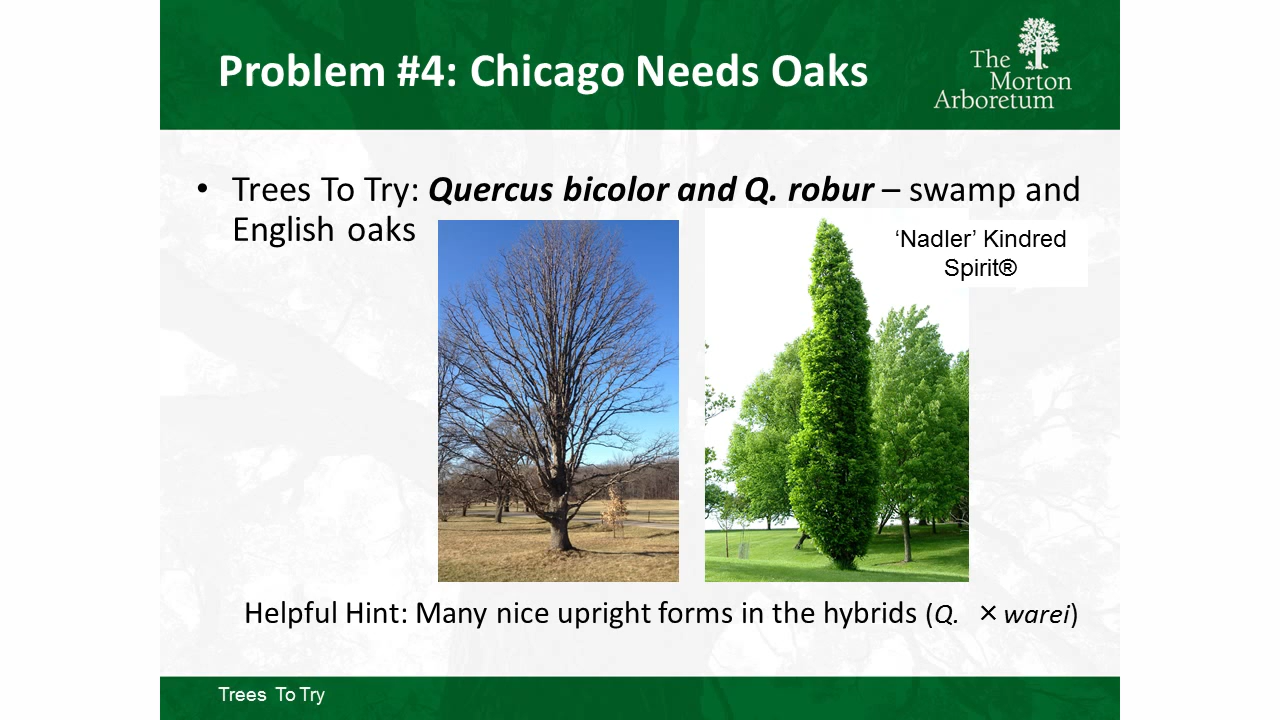 Problem #4: Chicago Needs Oaks
The
Morton
Arboretum
• Trees To Try: Quercus bicolor and Q. robur – swamp and
English oaks
‘Nadler’ Kindred
Spirit®
Helpful Hint: Many nice upright forms in the hybrids (Q. × warei)
Trees To Try